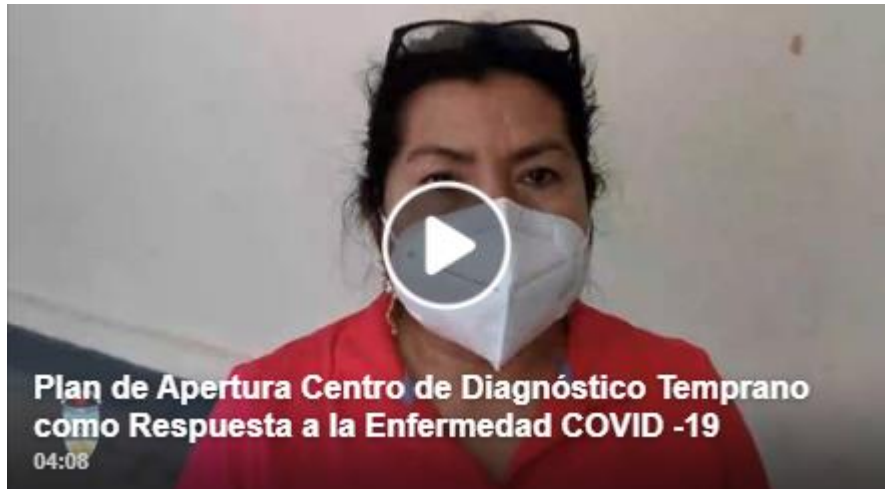 Plan de Apertura Centro de Diagnóstico Temprano
como Respuesta a la Enfermedad COVID -19
04:08